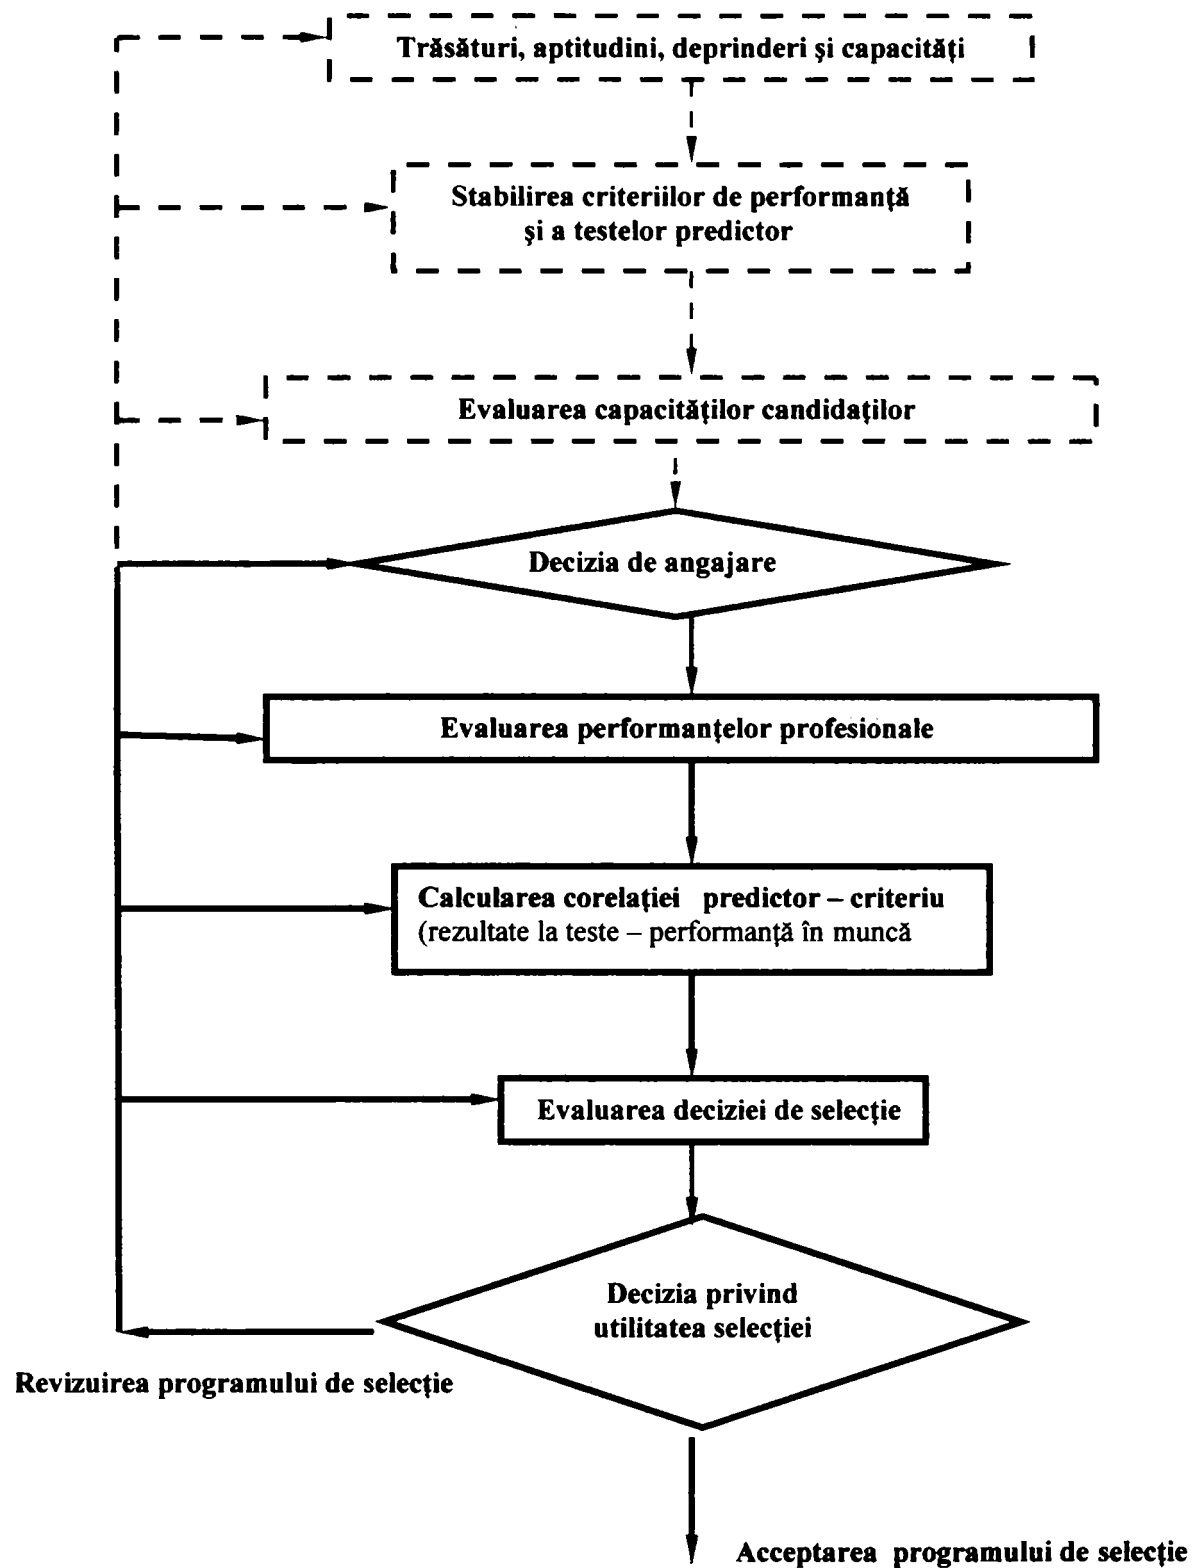 Trăsături, aptitudini, deprinderi şi capacităţi
Stabilirea criteriilor de performanţă
şi a testelor predictor
Evaluarea capacităţilor candidaţilor
Decizia de angajare
Evaluarea performanţelor profesionale
Calcularea corelaţiei predictor – criteriu
(rezultate la teste – performanţă în muncă
Evaluarea deciziei de selecţie
Decizia privind
utilitatea selecţiei
Revizuirea programului de selecţie
Acceptarea programului de selecţie